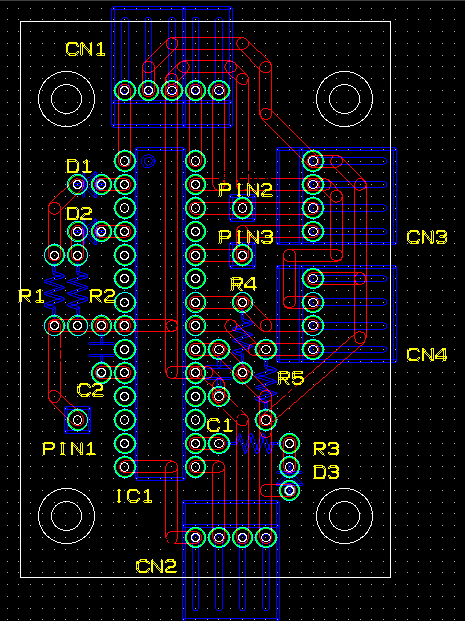 CN1
D1
PIN2
D2
PIN3
CN3
R4
R1 R2
CN4
R5
C2
C1
PIN1
R3
D3
IC1
CN2